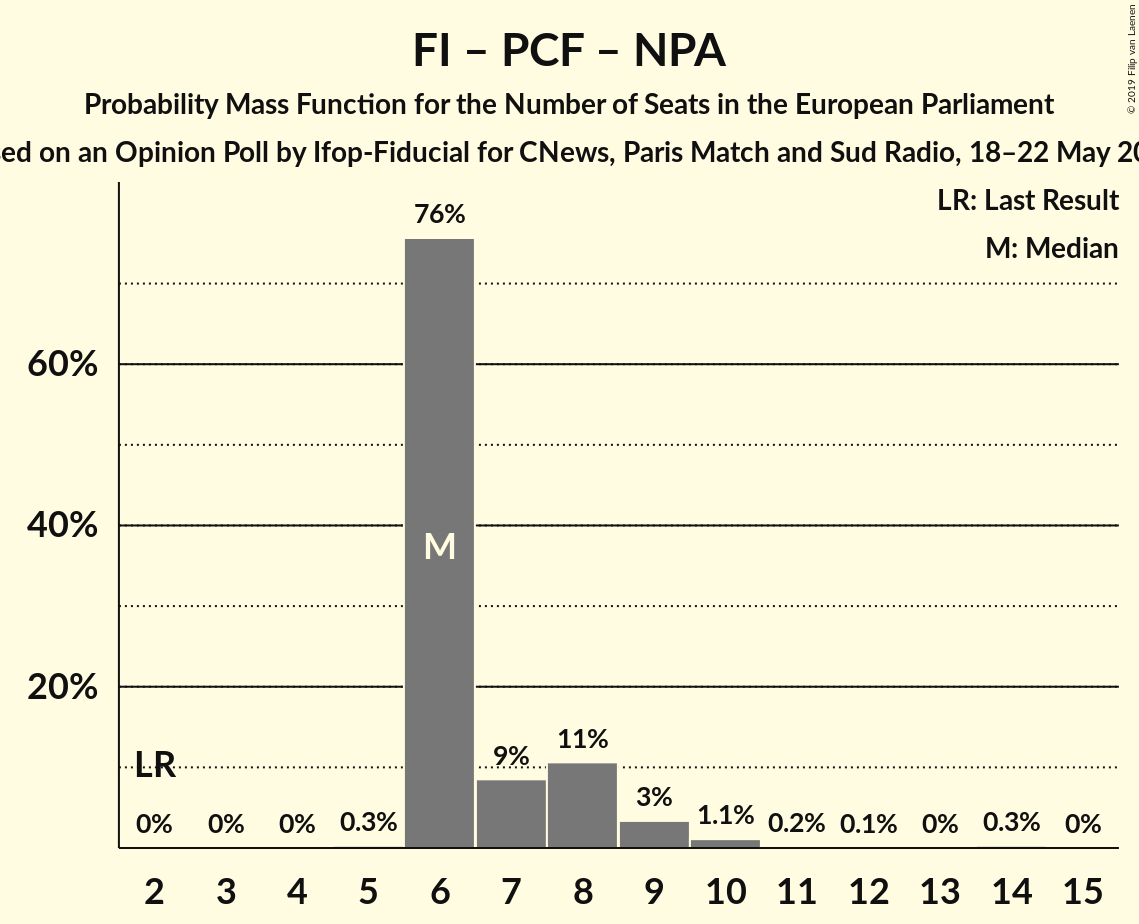 FI – PCF – NPA
Probability Mass Function for the Number of Seats in the European Parliament
on an Opinion Poll by Ifop-Fiducial for CNews, Paris Match and Sud Radio, 18–22 May
© 2019 Filip van Laenen
LR: Last Result
M: Median
76%
60%
40%
M
20%
LR
0% 0% 0% 0.3% 9% 11% 3% 1.1% 0.2% 0.1% 0% 0.3% 0%
2 3 4 5 6 7 8 9 10 11 12 13 14 15